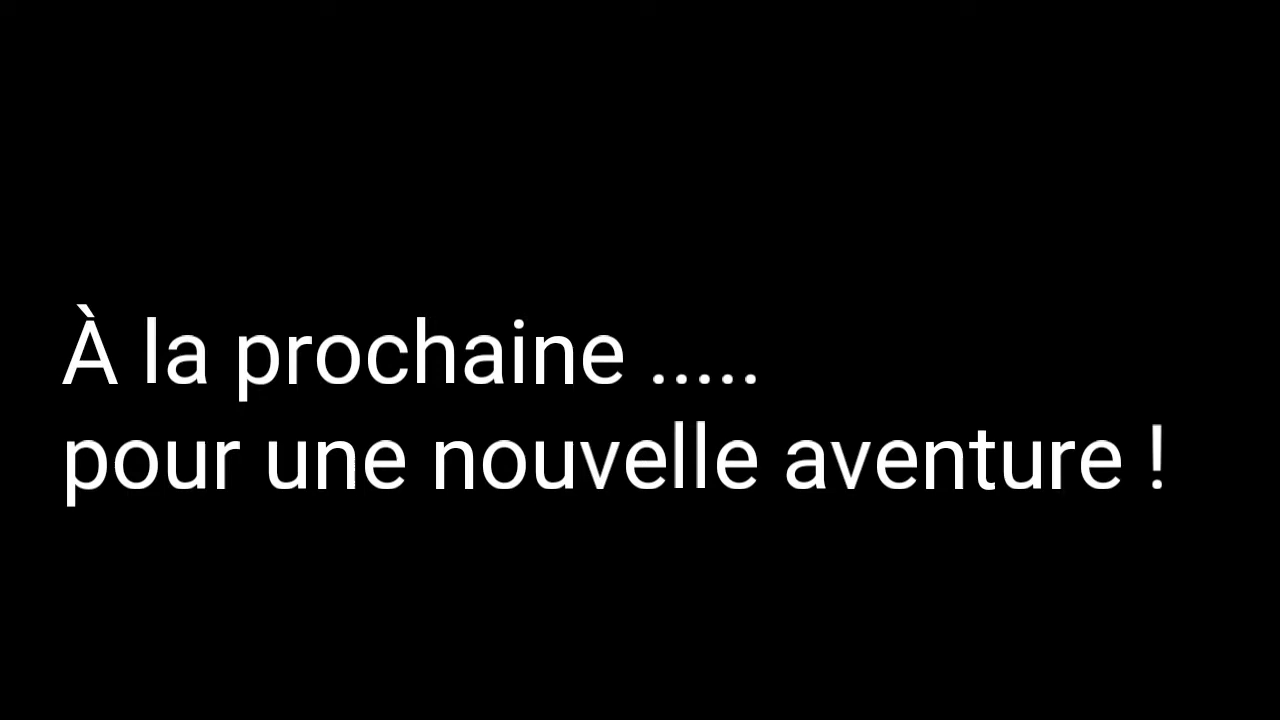 À la prochaine .....
pour une nouvelle aventure !